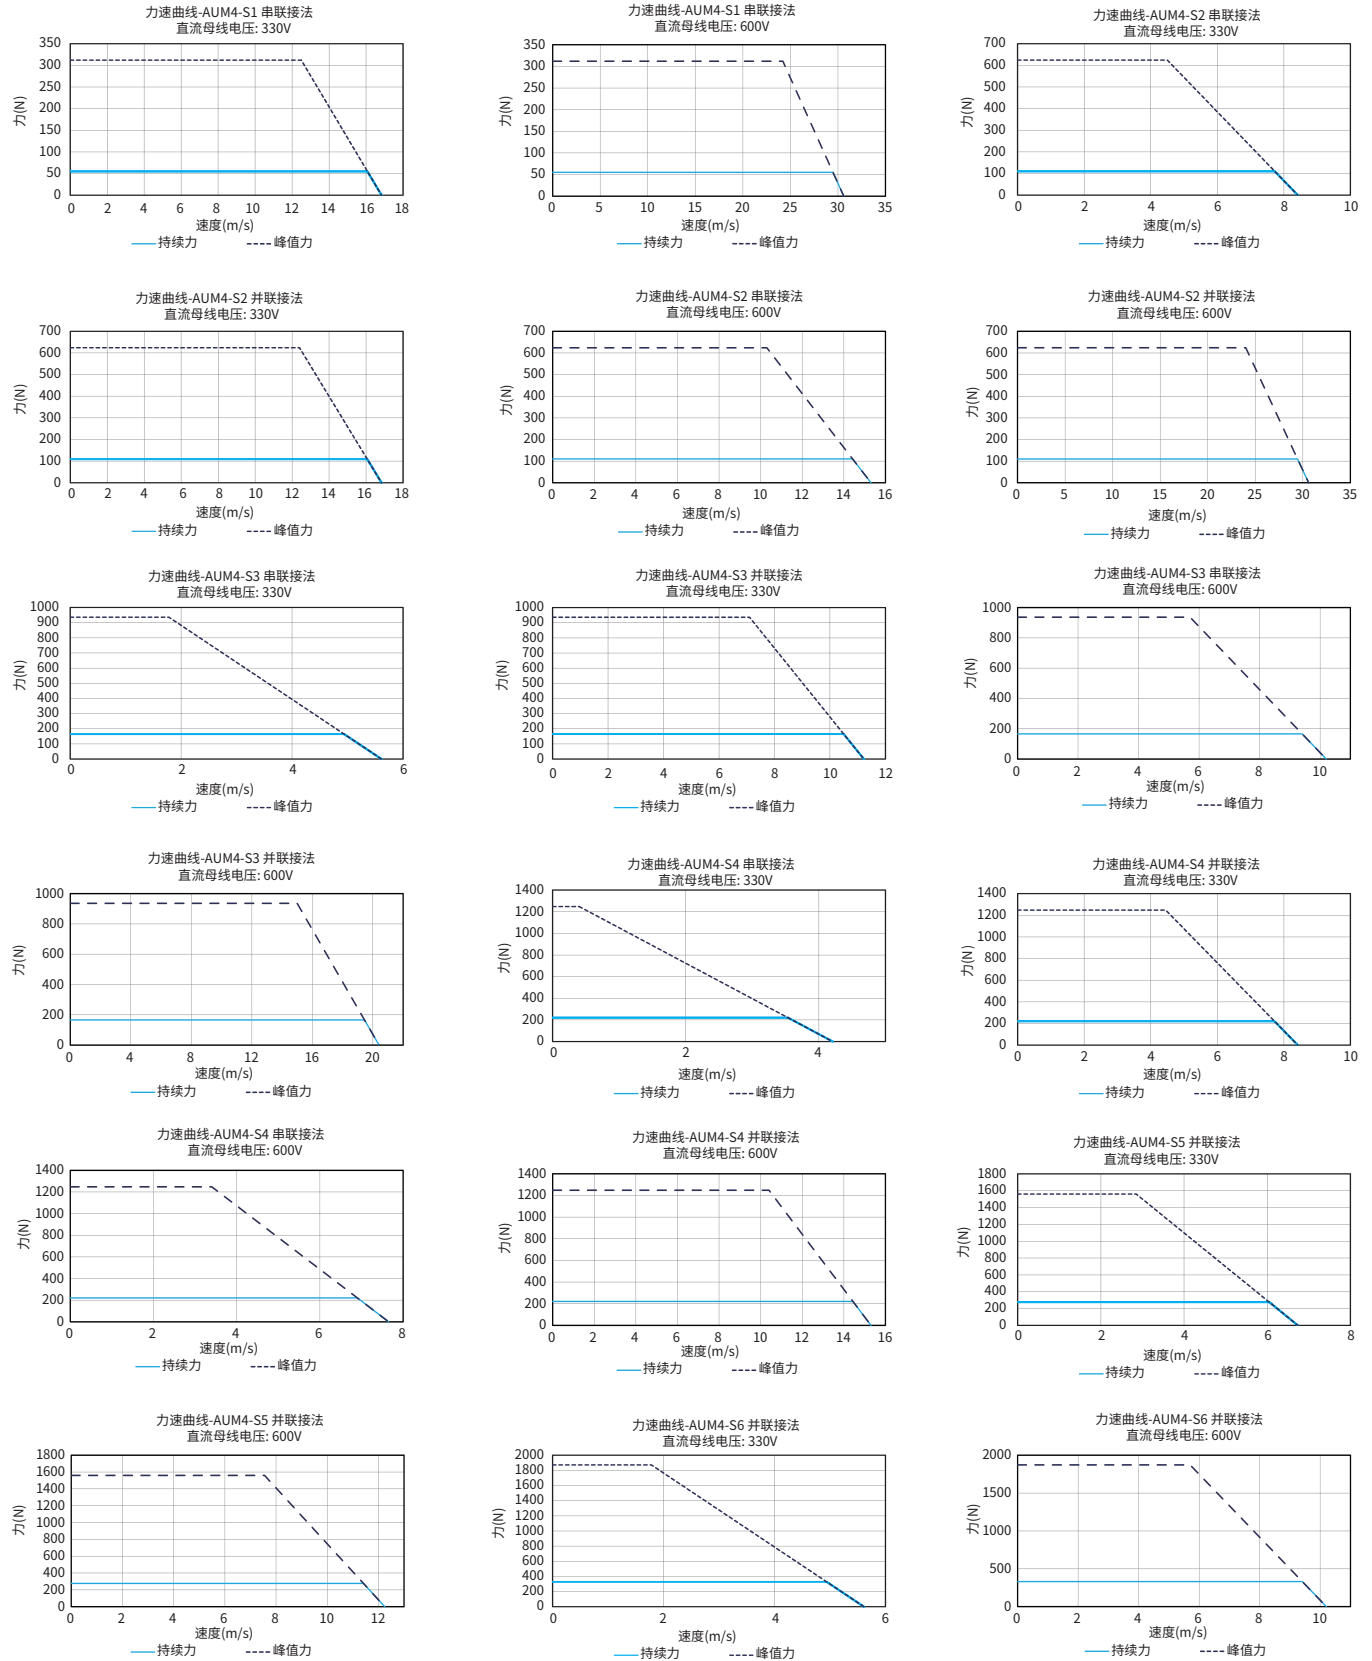 力速曲线-AUM4-S1 串联接法
直流母线电压: 330V
350
300
250
200
150
100
50
0
力(N)
0 2 4 6 8 10 12 14 16 18
速度(m/s)
持续力 峰值力
力速曲线-AUM4-S1 串联接法
直流母线电压: 600V
350
300
250
200
150
100
50
0
力(N)
0 5 10 15 20 25 30 35
速度(m/s)
持续力 峰值力
力速曲线-AUM4-S2 串联接法
直流母线电压: 330V
700
600
500
400
300
200
100
0
力(N)
0 2 4 6 8 10
速度(m/s)
持续力 峰值力
力速曲线-AUM4-S2 并联接法
直流母线电压: 330V
700
600
500
400
300
200
100
0
力(N)
0 2 4 6 8 10 12 14 16 18
速度(m/s)
持续力 峰值力
力速曲线-AUM4-S2 串联接法
直流母线电压: 600V
700
600
500
400
300
200
100
0
力(N)
0 2 4 6 8 10 12 14 16
速度(m/s)
持续力 峰值力
力速曲线-AUM4-S2 并联接法
直流母线电压: 600V
700
600
500
400
300
200
100
0
力(N)
0 5 10 15 20 25 30 35
速度(m/s)
持续力 峰值力
力速曲线-AUM4-S3 串联接法
直流母线电压: 330V
1000
900
800
700
600
500
400
300
200
100
0
力(N)
0 2 4 6
速度(m/s)
持续力 峰值力
力速曲线-AUM4-S3 并联接法
直流母线电压: 330V
1000
900
800
700
600
500
400
300
200
100
0
力(N)
0 2 4 6 8 10 12
速度(m/s)
持续力 峰值力
力速曲线-AUM4-S3 串联接法
直流母线电压: 600V
1000
800
600
400
200
0
力(N)
0 2 4 6 8 10
速度(m/s)
持续力 峰值力
力速曲线-AUM4-S3 并联接法
直流母线电压: 600V
1000
800
600
400
200
0
力(N)
0 4 8 12 16 20
速度(m/s)
持续力 峰值力
力速曲线-AUM4-S4 串联接法
直流母线电压: 330V
1400
1200
1000
800
600
400
200
0
力(N)
0 2 4
速度(m/s)
持续力 峰值力
力速曲线-AUM4-S4 并联接法
直流母线电压: 330V
1400
1200
1000
800
600
400
200
0
力(N)
0 2 4 6 8 10
速度(m/s)
持续力 峰值力
力速曲线-AUM4-S4 串联接法
直流母线电压: 600V
1400
1200
1000
800
600
400
200
0
力(N)
0 2 4 6 8
速度(m/s)
持续力 峰值力
力速曲线-AUM4-S4 并联接法
直流母线电压: 600V
1400
1200
1000
800
600
400
200
0
力(N)
0 2 4 6 8 10 12 14 16
速度(m/s)
持续力 峰值力
力速曲线-AUM4-S5 并联接法
直流母线电压: 330V
1800
1600
1400
1200
1000
800
600
400
200
0
力(N)
0 2 4 6 8
速度(m/s)
持续力 峰值力
力速曲线-AUM4-S5 并联接法
直流母线电压: 600V
1800
1600
1400
1200
1000
800
600
400
200
0
力(N)
0 2 4 6 8 10 12
速度(m/s)
持续力 峰值力
力速曲线-AUM4-S6 并联接法
直流母线电压: 330V
2000
1800
1600
1400
1200
1000
800
600
400
200
0
力(N)
0 2 4 6
速度(m/s)
持续力 峰值力
力速曲线-AUM4-S6 并联接法
直流母线电压: 600V
2000
1500
1000
500
0
力(N)
0 2 4 6 8 10
速度(m/s)
持续力 峰值力